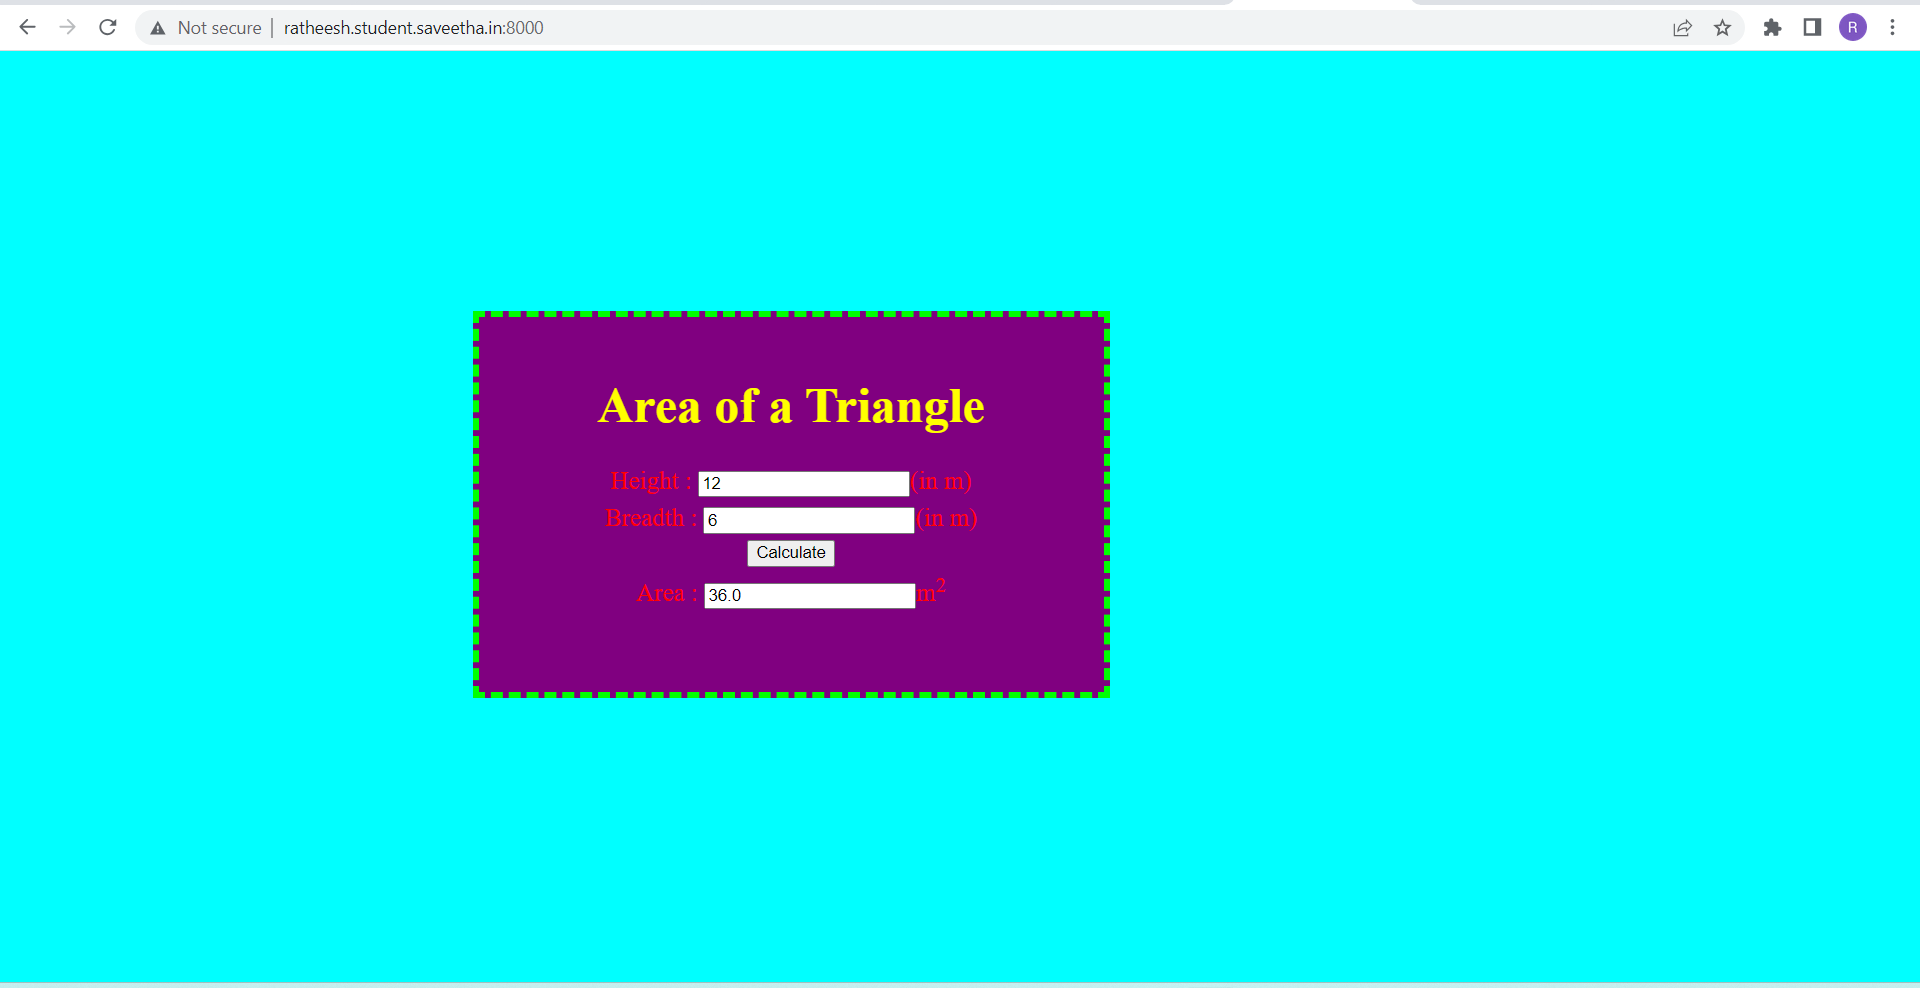 Not secure | ratheesh.student.saveetha.in:8000 R
Area of a Triangle
Height : 12 (in m)
Breadth : 6 (in m)
Calculate
Area : 36.0 m²